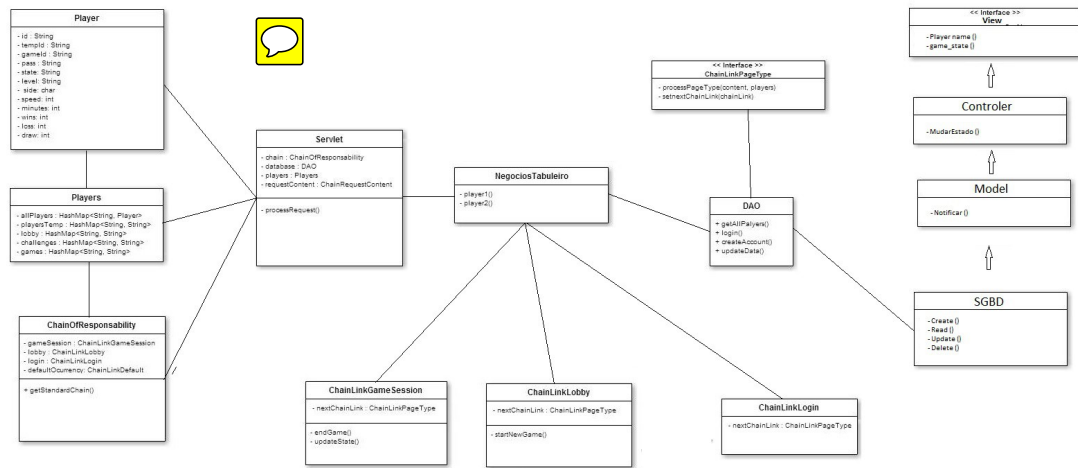 Player
- id : String
- tempId : String
- gameId : String
- pass : String
- state: String
- level: String
- side: char
- speed: int
- minutes: int
- wins: int
- loss: int
- draw: int
Players
- allPlayers : HashMap<String, Player>
- playersTemp : HashMap<String, String>
- lobby : HashMap<String, String>
- challenges : HashMap<String, String>
- games : HashMap<String, String>
ChainOfResponsability
- gameSession : ChainLinkGameSession
- lobby : ChainLinkLobby
- login : ChainLinkLogin
- defaultOcurrency : ChainLinkDefault
+ getStandardChain()
Servlet
- chain : ChainOfResponsability
- database : DAO
- players : Players
- requestContent : ChainRequestContent
- processRequest()
NegociosTabuleiro
- player1()
- player2()
ChainLinkGameSession
- nextChainLink : ChainLinkPageType
- endGame()
- updateState()
ChainLinkLobby
- nextChainLink : ChainLinkPageType
- startNewGame()
ChainLinkLogin
- nextChainLink : ChainLinkPageType
<< Interface >>
ChainLinkPageType
- processPageType(content, players)
- setnextChainLink(chainLink)
DAO
+ getAllPalyers()
+ login()
+ createAccount()
+ updateData()
<< Interface >>
View
- Player name ()
- game_state ()
Controler
- MudarEstado ()
Model
- Notificar ()
SGBD
- Create ()
- Read ()
- Update ()
- Delete ()